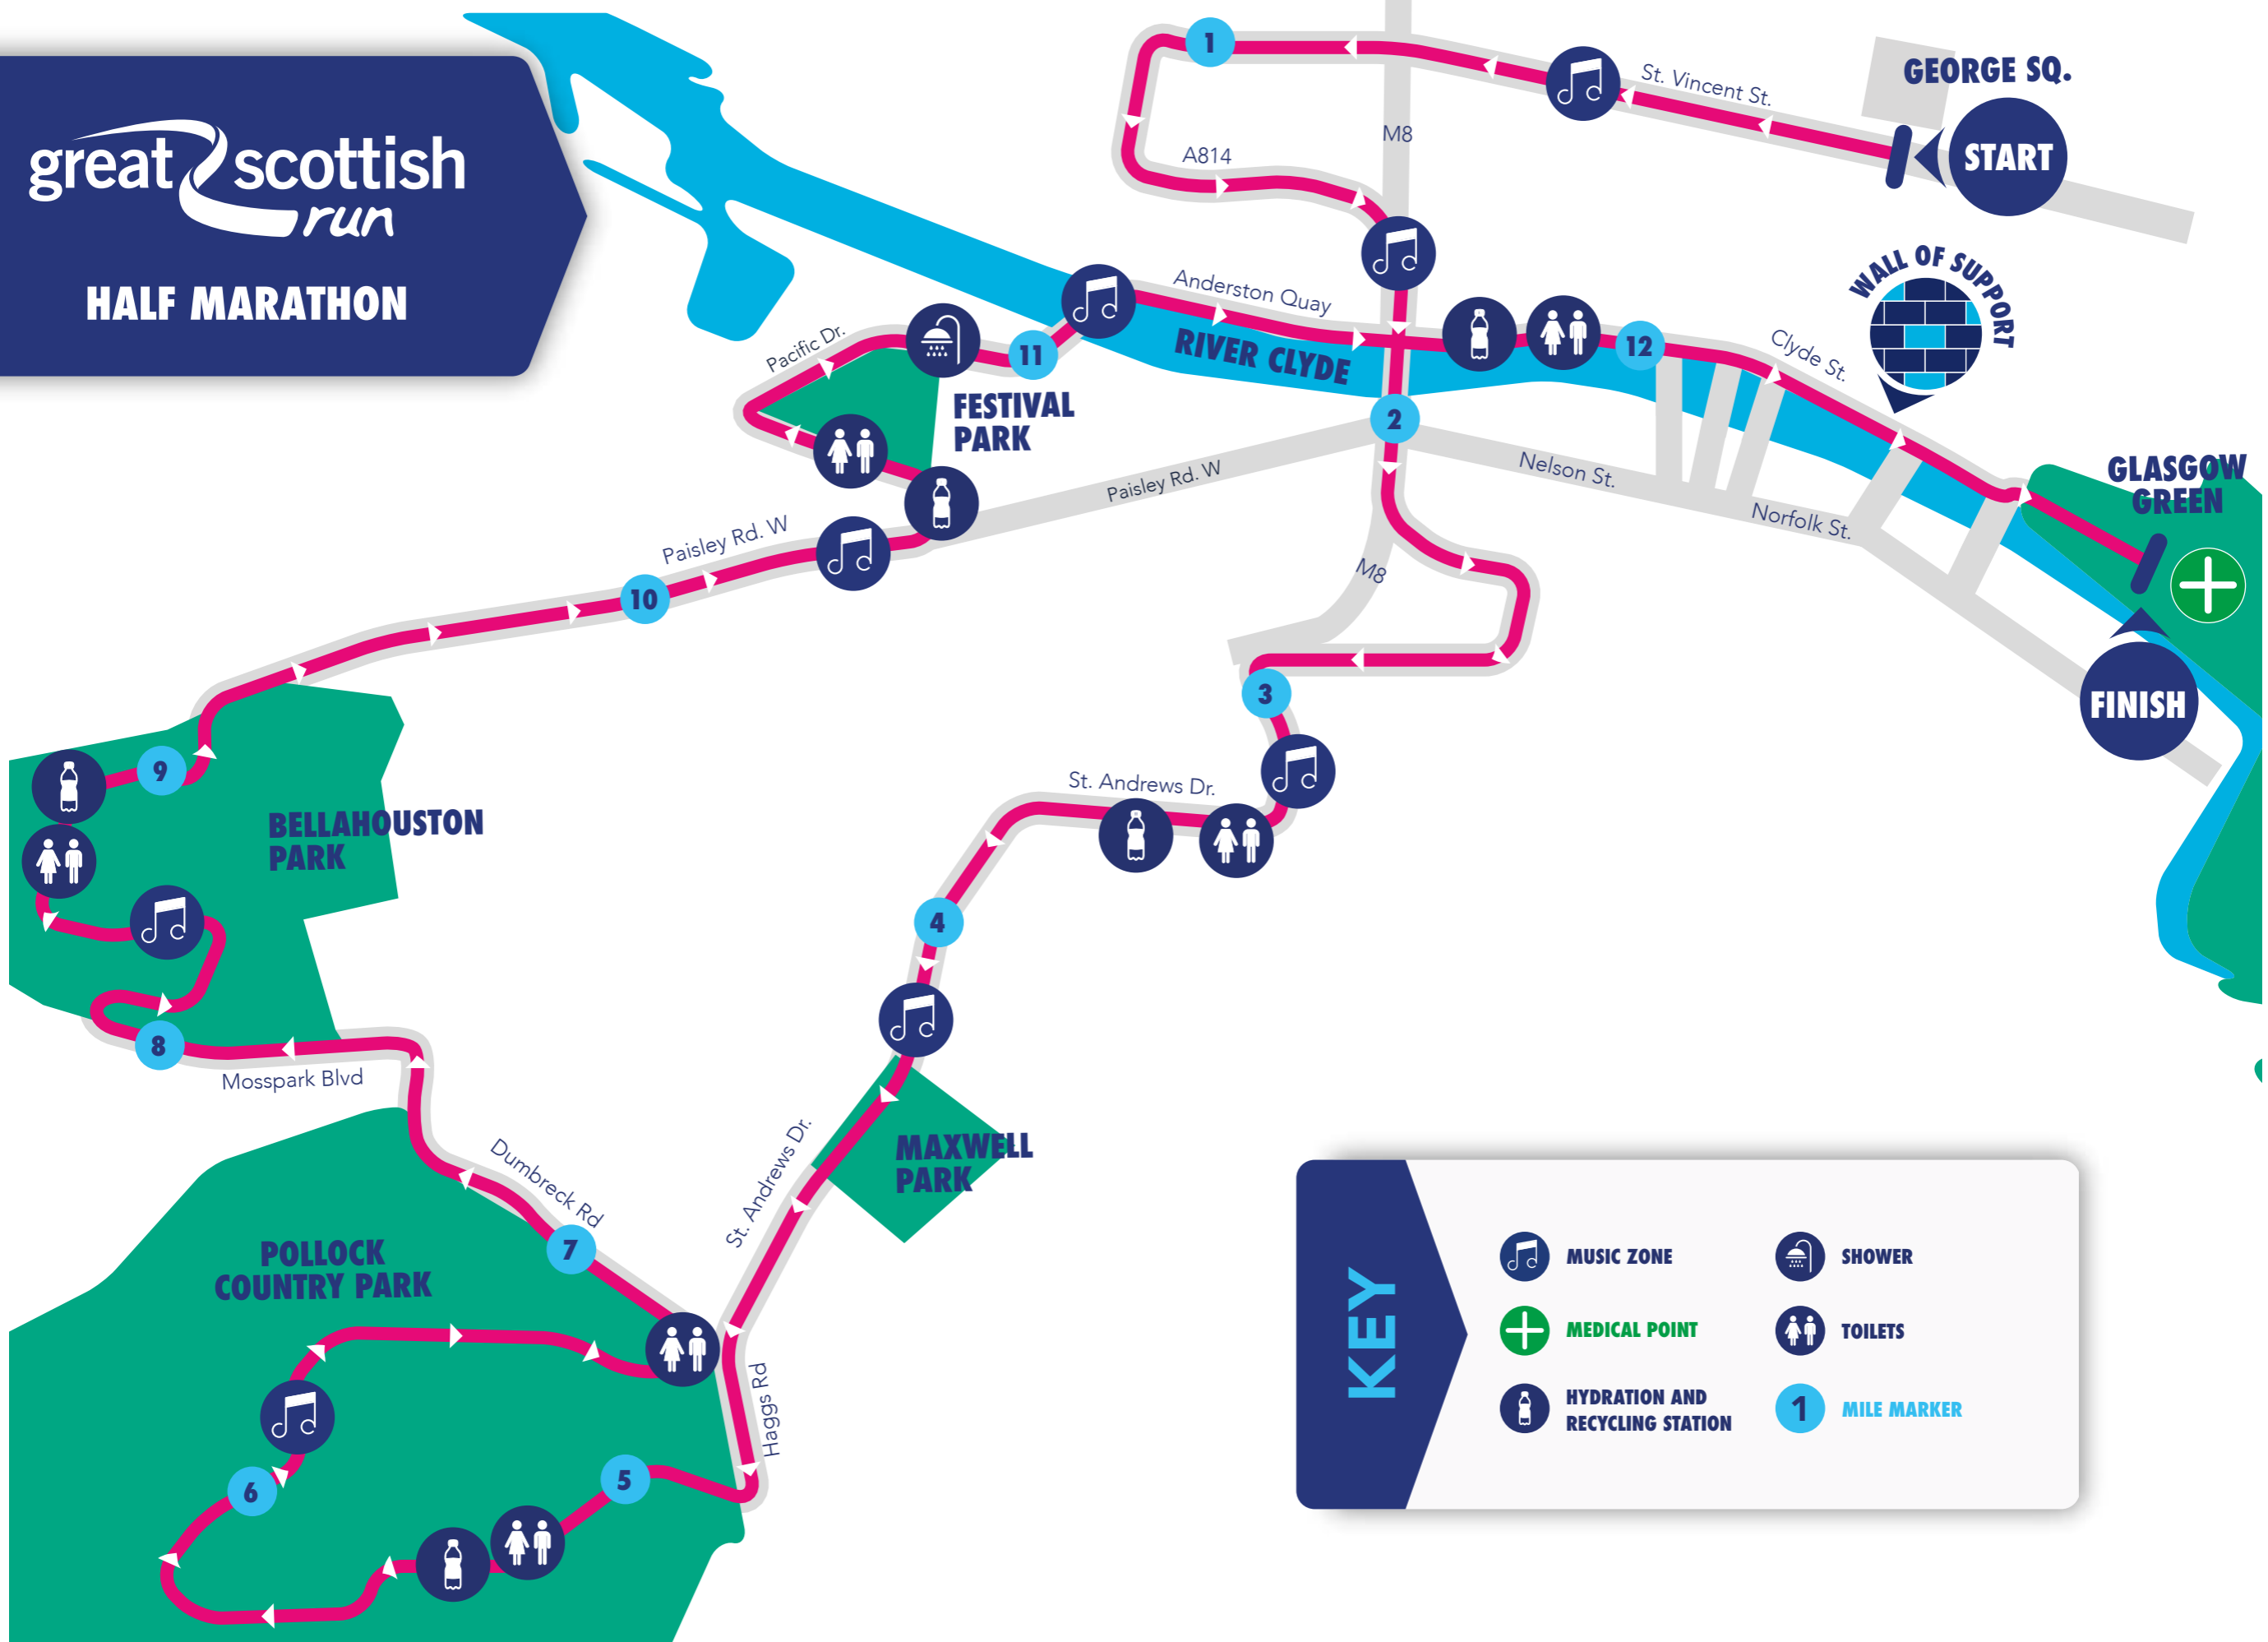 great scottish
run
HALF MARATHON
1
St. Vincent St.
GEORGE SQ.
START
M8
A814
WALL OF SUPPORT
Anderston Quay
RIVER CLYDE
12
Clyde St.
Pacific Dr.
11
FESTIVAL
PARK
2
GLASGOW
GREEN
Paisley Rd. W
Nelson St.
Norfolk St.
Paisley Rd. W
10
M8
3
FINISH
9
St. Andrews Dr.
BELLAHOUSTON
PARK
4
8
Mosspark Blvd
Dumbreck Rd
St. Andrews Dr.
MAXWELL
PARK
7
POLLOCK
COUNTRY PARK
Haggs Rd
5
6
KEY
MUSIC ZONE
SHOWER
MEDICAL POINT
TOILETS
HYDRATION AND
RECYCLING STATION
1
MILE MARKER